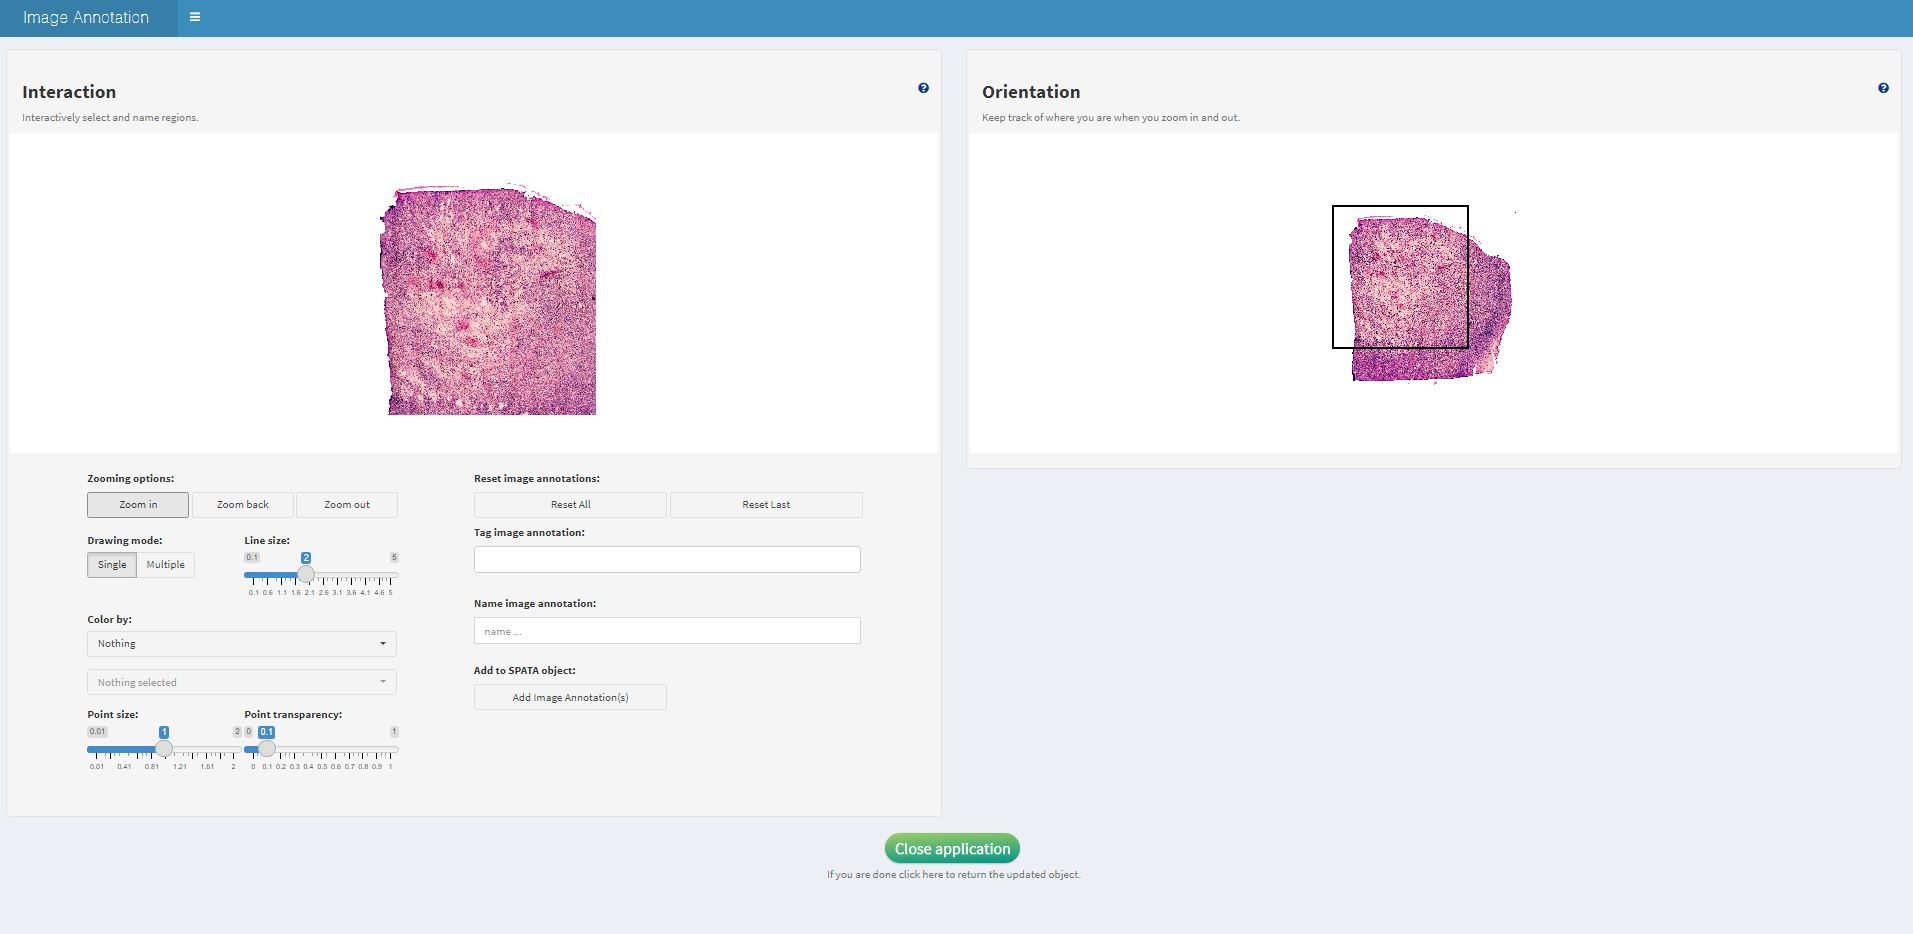 Image Annotation
Interaction
Interactively select and name regions.
Orientation
Keep track of where you are when you zoom in and out.
Zooming options:
Zoom in
Zoom back
Zoom out
Drawing mode:
Single
Multiple
Line size:
0.1 2 5
0.1 0.6 1.1 1.6 2.1 2.6 3.1 3.6 4.1 4.6 5
Color by:
Nothing
Nothing selected
Point size:
0.01 1 2
0.01 0.41 0.81 1.21 1.61 2
Point transparency:
0 0.1 1
0 0.1 0.2 0.3 0.4 0.5 0.6 0.7 0.8 0.9 1
Reset image annotations:
Reset All
Reset Last
Tag image annotation:
Name image annotation:
name ...
Add to SPATA object:
Add Image Annotation(s)
Close application
If you are done click here to return the updated object.